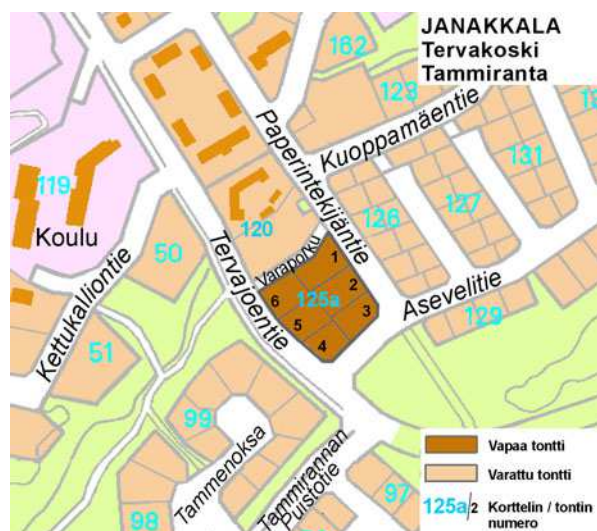 JANAKKALA
Tervakoski
Tammiranta
162
123
Paperintekijäntie
Kuoppamäentie
131
119
Koulu
120
126
127
50
Tervajoentie
Varapolku
1
2
3
4
5
6
125a
Asevelitie
129
Kettukalliontie
51
99
Tammenoksa
Tammirannan
Puistotie
98
97
Vapaa tontti
Varattu tontti
125a/2 Korttelin / tontin
numero